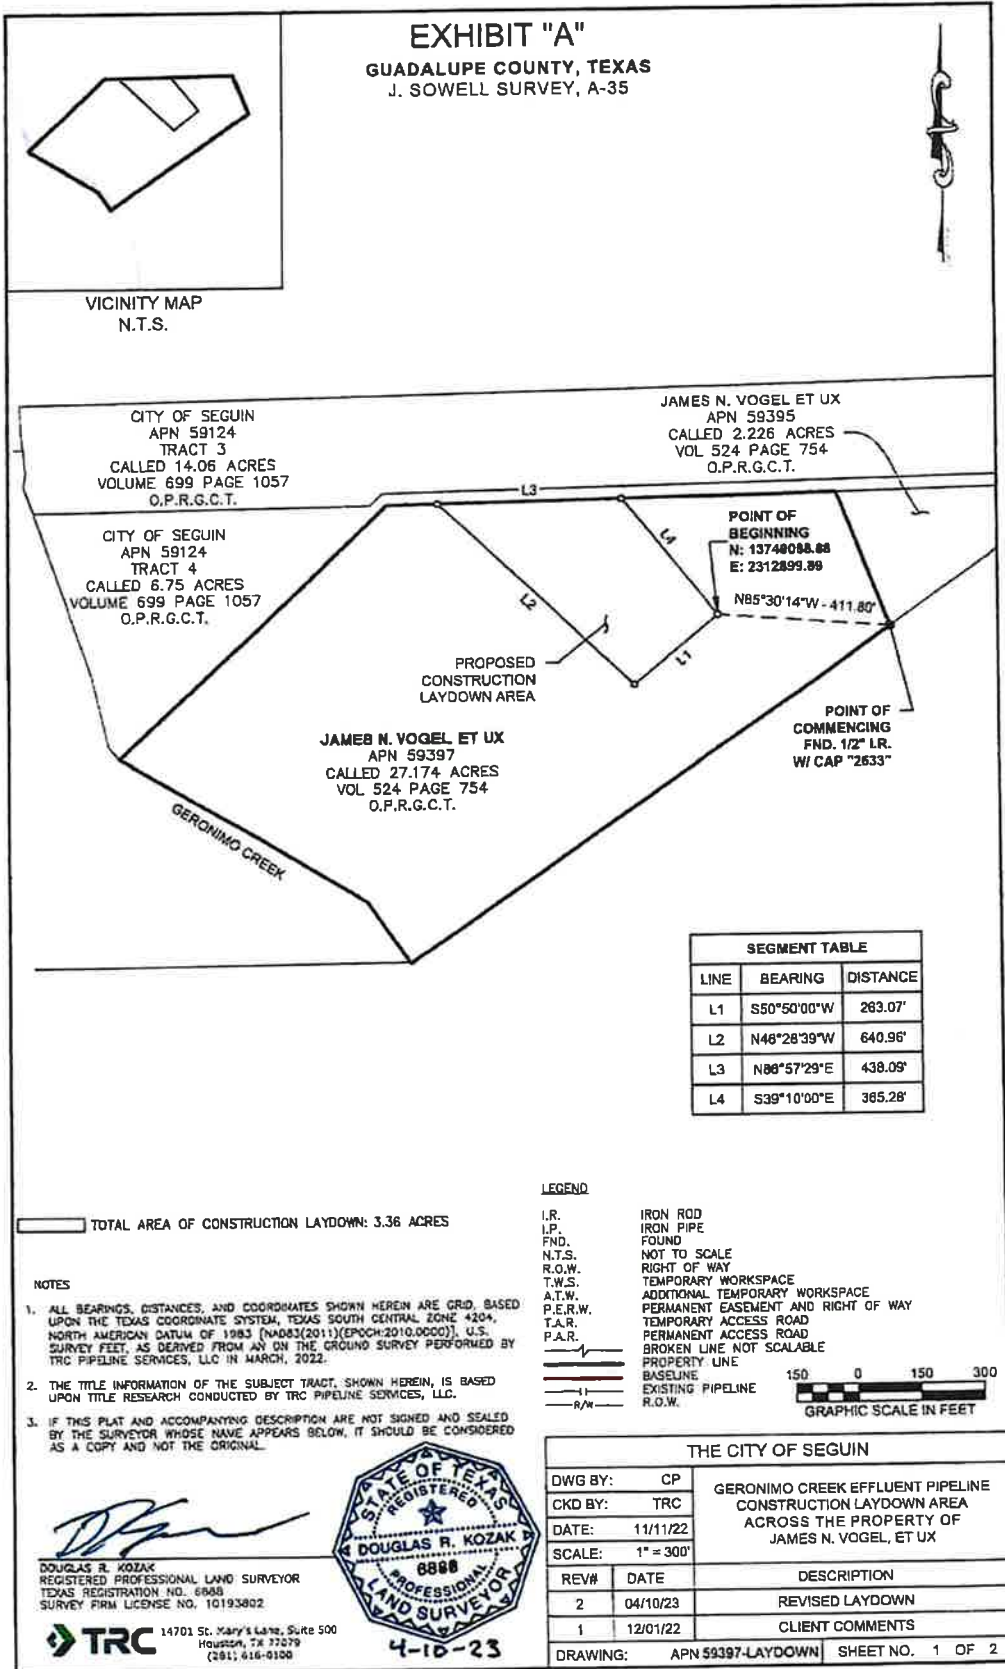 EXHIBIT "A"
GUADALUPE COUNTY, TEXAS
J. SOWELL SURVEY, A-35
VICINITY MAP
N.T.S.
CITY OF SEGUIN
APN 59124
TRACT 3
CALLED 14.06 ACRES
VOLUME 699 PAGE 1057
O.P.R.G.C.T.
JAMES N. VOGEL ET UX
APN 59395
CALLED 2.226 ACRES
VOL 524 PAGE 754
O.P.R.G.C.T.
CITY OF SEGUIN
APN 59124
TRACT 4
CALLED 6.75 ACRES
VOLUME 699 PAGE 1057
O.P.R.G.C.T.
L3
L4
L2
L1
POINT OF
BEGINNING
N: 13748088.88
E: 2312899.89
N85°30'14"W - 411.80'
PROPOSED
CONSTRUCTION
LAYDOWN AREA
POINT OF
COMMENCING
FND. 1/2" I.R.
W/ CAP "2633"
JAMES N. VOGEL ET UX
APN 59397
CALLED 27.174 ACRES
VOL 524 PAGE 754
O.P.R.G.C.T.
GERONIMO CREEK
SEGMENT TABLE
LINE BEARING DISTANCE
L1 S50°50'00"W 263.07'
L2 N46°28'39"W 640.96'
L3 N86°57'29"E 438.09'
L4 S39°10'00"E 365.28'
TOTAL AREA OF CONSTRUCTION LAYDOWN: 3.36 ACRES
LEGEND
I.R. IRON ROD
I.P. IRON PIPE
FND. FOUND
N.T.S. NOT TO SCALE
R.O.W. RIGHT OF WAY
T.W.S. TEMPORARY WORKSPACE
A.T.W. ADDITIONAL TEMPORARY WORKSPACE
P.E.R.W. PERMANENT EASEMENT AND RIGHT OF WAY
T.A.R. TEMPORARY ACCESS ROAD
P.A.R. PERMANENT ACCESS ROAD
BROKEN LINE NOT SCALABLE
PROPERTY LINE
BASELINE
EXISTING PIPELINE
R/W R.O.W.
150 0 150 300
GRAPHIC SCALE IN FEET
NOTES
1. ALL BEARINGS, DISTANCES, AND COORDINATES SHOWN HEREIN ARE GRID, BASED
UPON THE TEXAS COORDINATE SYSTEM, TEXAS SOUTH CENTRAL ZONE 4204,
NORTH AMERICAN DATUM OF 1983 [NAD83(2011)(EPOCH:2010.0000)], U.S.
SURVEY FEET, AS DERIVED FROM AN ON THE GROUND SURVEY PERFORMED BY
TRC PIPELINE SERVICES, LLC IN MARCH, 2022.
2. THE TITLE INFORMATION OF THE SUBJECT TRACT, SHOWN HEREIN, IS BASED
UPON TITLE RESEARCH CONDUCTED BY TRC PIPELINE SERVICES, LLC.
3. IF THIS PLAT AND ACCOMPANYING DESCRIPTION ARE NOT SIGNED AND SEALED
BY THE SURVEYOR WHOSE NAME APPEARS BELOW, IT SHOULD BE CONSIDERED
AS A COPY AND NOT THE ORIGINAL.
DOUGLAS R. KOZAK
REGISTERED PROFESSIONAL LAND SURVEYOR
TEXAS REGISTRATION NO. 6888
SURVEY FIRM LICENSE NO. 10193802
TRC
14701 St. Mary's Lane, Suite 500
Houston, TX 77079
(281) 616-0100
STATE OF TEXAS
REGISTERED
DOUGLAS R. KOZAK
6888
PROFESSIONAL
LAND SURVEYOR
4-10-23
THE CITY OF SEGUIN
DWG BY: CP
CKD BY: TRC
DATE: 11/11/22
SCALE: 1" = 300'
GERONIMO CREEK EFFLUENT PIPELINE
CONSTRUCTION LAYDOWN AREA
ACROSS THE PROPERTY OF
JAMES N. VOGEL, ET UX
REV# DATE DESCRIPTION
2 04/10/23 REVISED LAYDOWN
1 12/01/22 CLIENT COMMENTS
DRAWING: APN 59397-LAYDOWN SHEET NO. 1 OF 2